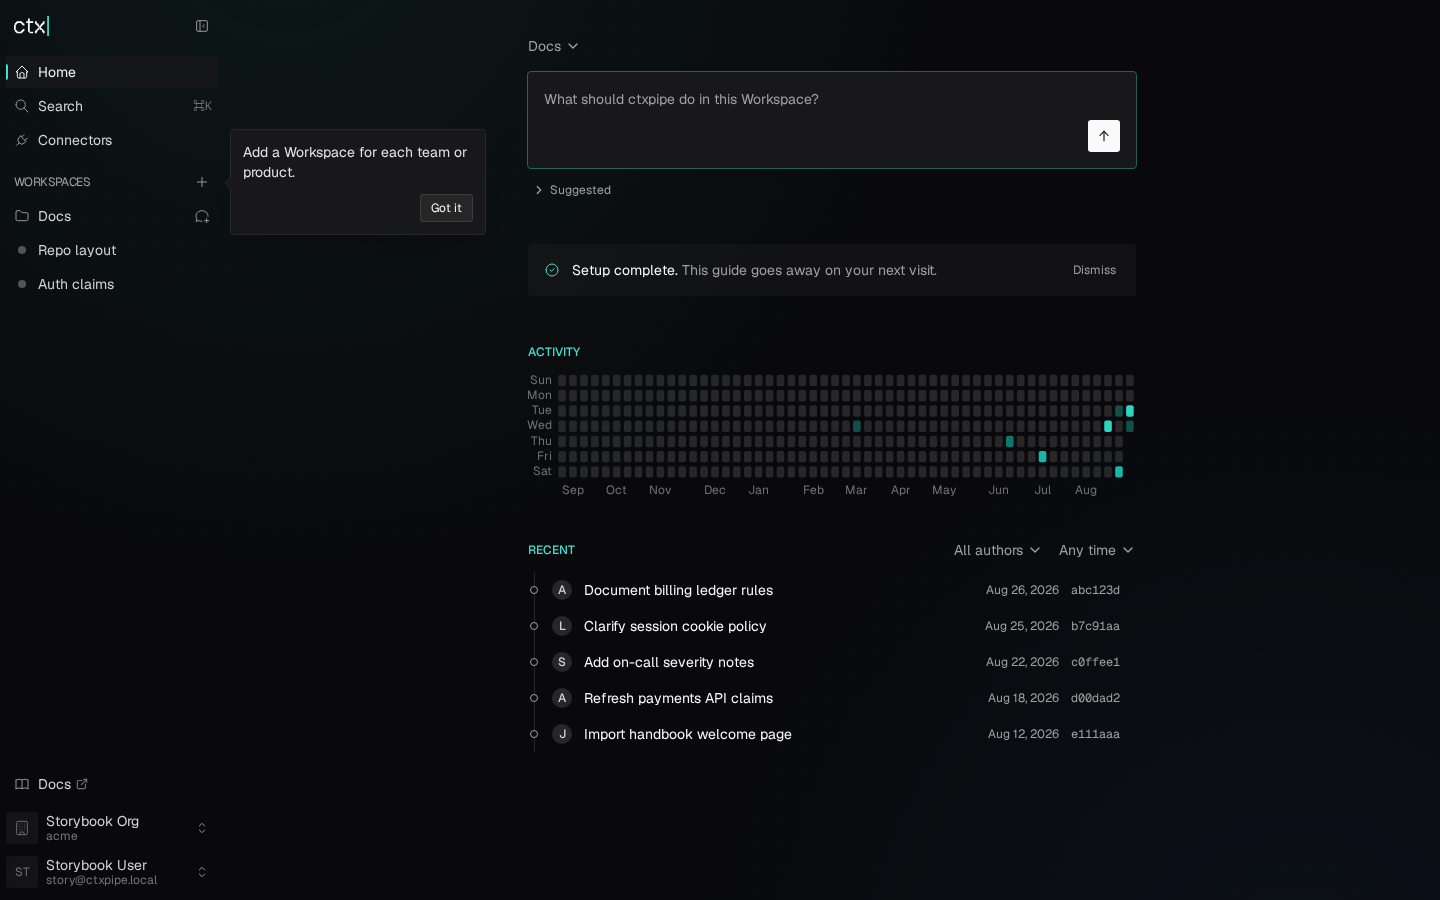 ctx
Home
Search ⌘K
Connectors
WORKSPACES
Docs
Repo layout
Auth claims
Add a Workspace for each team or
product.
Got it
Docs
What should ctxpipe do in this Workspace?
Suggested
Setup complete. This guide goes away on your next visit.
Dismiss
ACTIVITY
Sun
Mon
Tue
Wed
Thu
Fri
Sat
Sep Oct Nov Dec Jan Feb Mar Apr May Jun Jul Aug
RECENT
All authors Any time
A Document billing ledger rules Aug 26, 2026 abc123d
L Clarify session cookie policy Aug 25, 2026 b7c91aa
S Add on-call severity notes Aug 22, 2026 c0ffee1
A Refresh payments API claims Aug 18, 2026 d00dad2
J Import handbook welcome page Aug 12, 2026 e111aaa
Docs
Storybook Org
acme
ST
Storybook User
story@ctxpipe.local